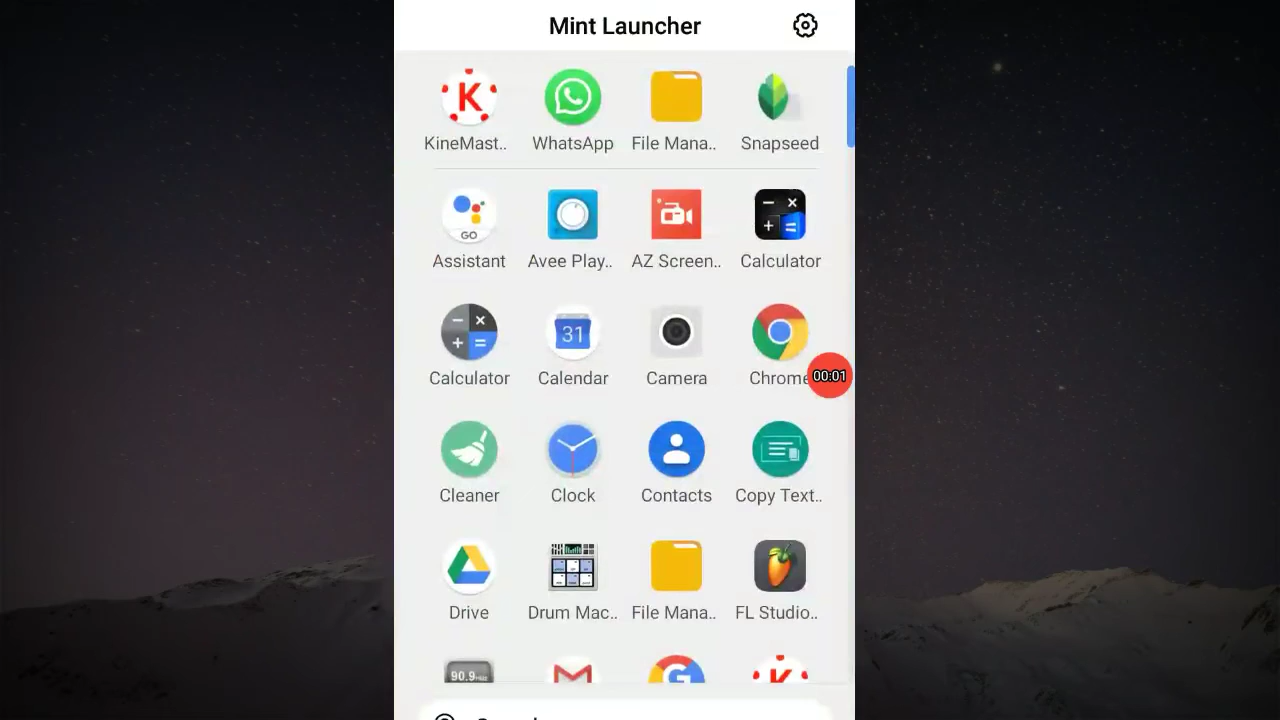 Mint Launcher
K
KineMast.. WhatsApp File Mana.. Snapseed
GO
Assistant Avee Play.. AZ Screen.. Calculator
31
Calculator Calendar Camera Chrome
00:01
Cleaner Clock Contacts Copy Text..
Drive Drum Mac.. File Mana.. FL Studio..
90.9